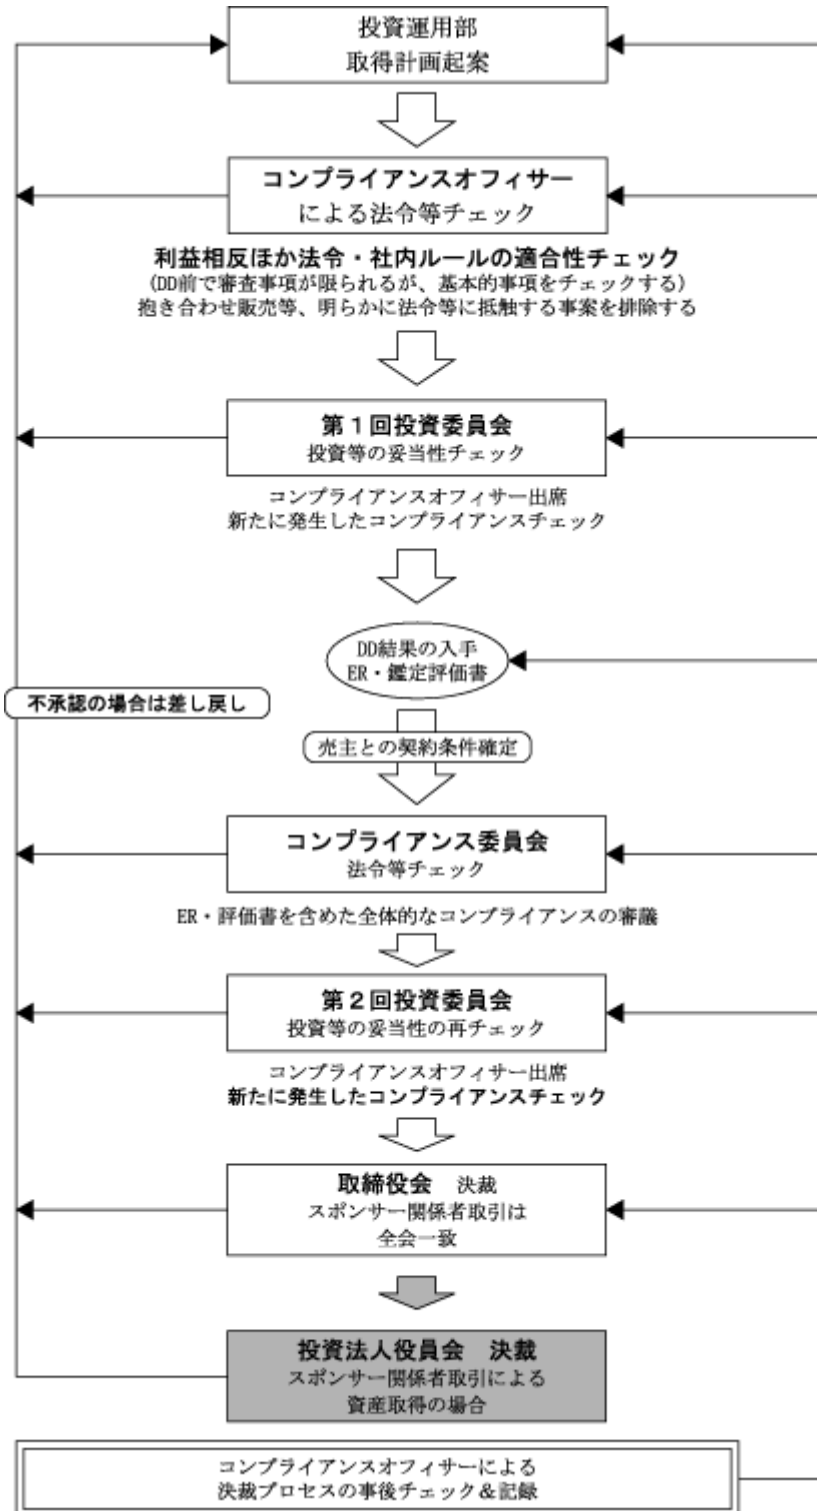 投資運用部
取得計画起案
コンプライアンスオフィサー
による法令等チェック
利益相反ほか法令・社内ルールの適合性チェック
(DD前で審査事項が限られるが、基本的事項をチェックする)
抱き合わせ販売等、明らかに法令等に抵触する事案を排除する
第1回投資委員会
投資等の妥当性チェック
コンプライアンスオフィサー出席
新たに発生したコンプライアンスチェック
DD結果の入手
ER・鑑定評価書
不承認の場合は差し戻し
売主との契約条件確定
コンプライアンス委員会
法令等チェック
ER・評価書を含めた全体的なコンプライアンスの審議
第2回投資委員会
投資等の妥当性の再チェック
コンプライアンスオフィサー出席
新たに発生したコンプライアンスチェック
取締役会 決裁
スポンサー関係者取引は
全会一致
投資法人役員会 決裁
スポンサー関係者取引による
資産取得の場合
コンプライアンスオフィサーによる
決裁プロセスの事後チェック&記録